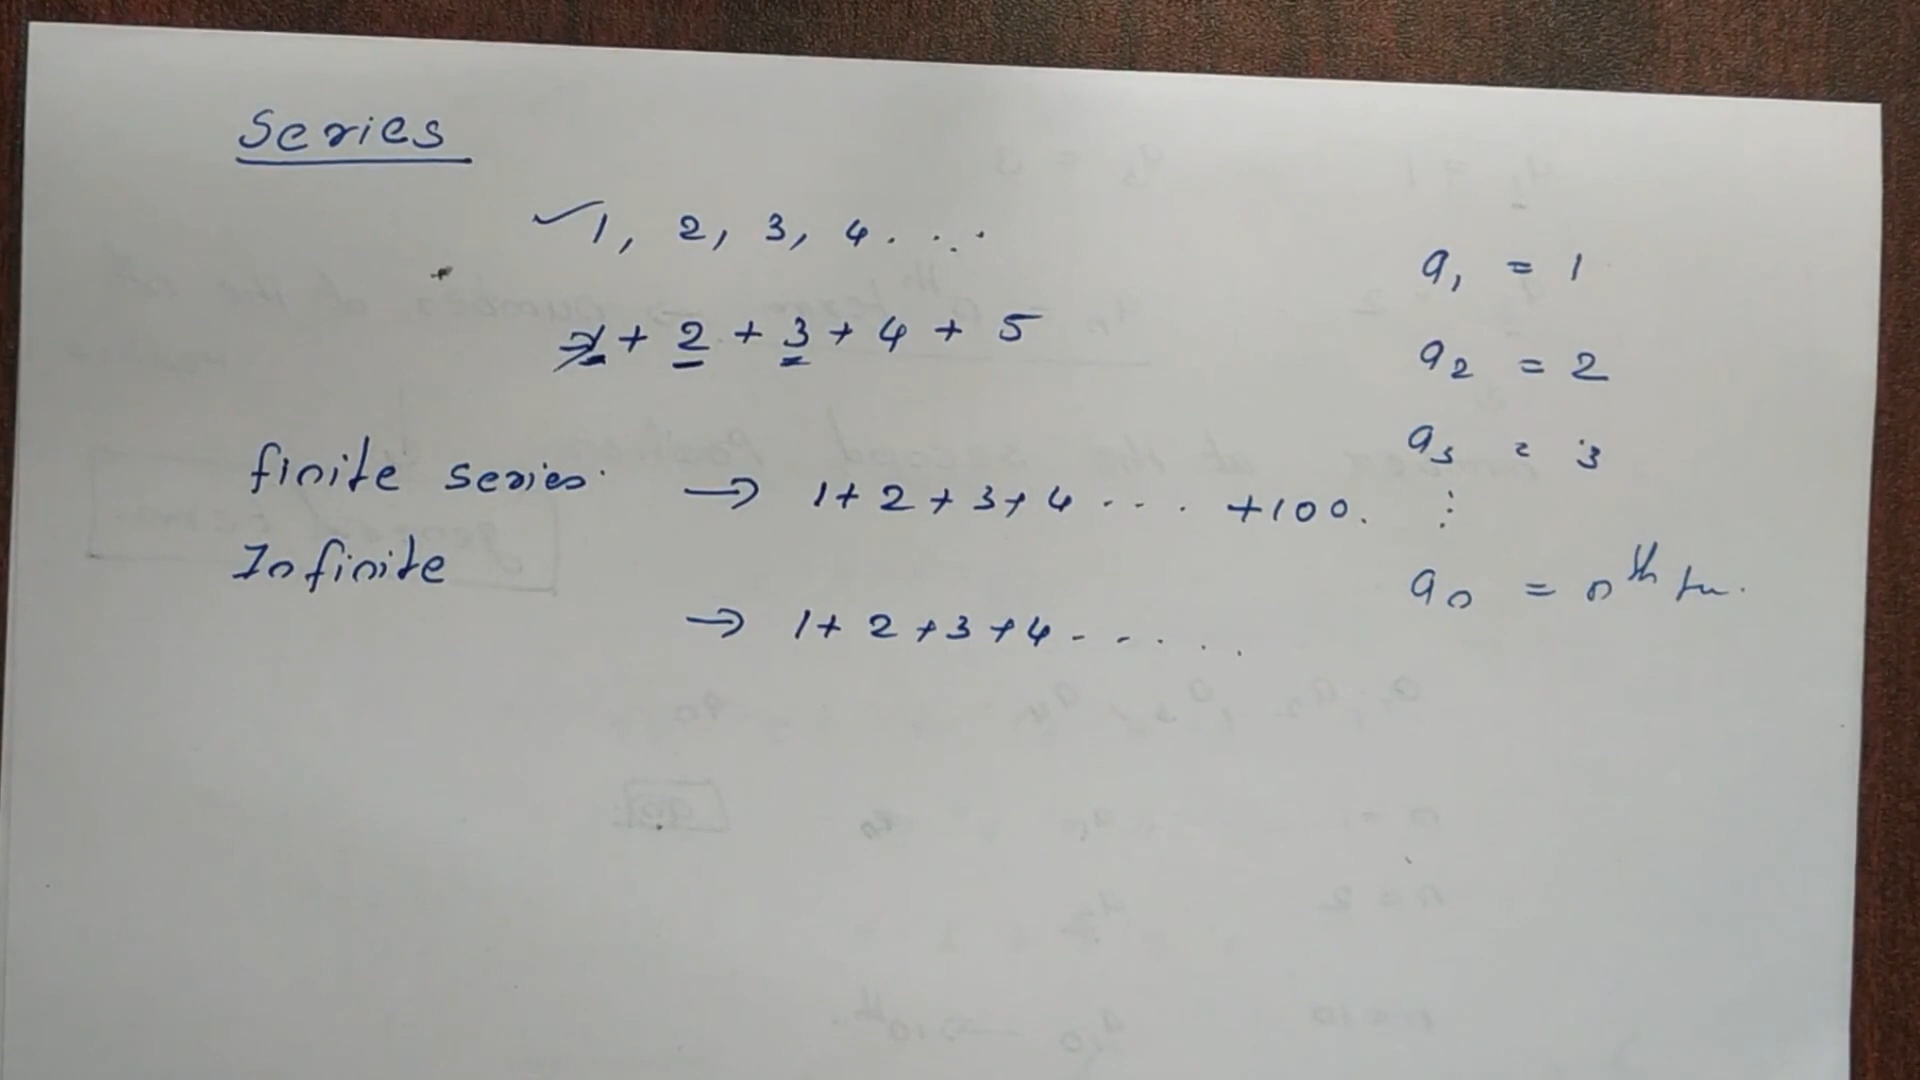 Series
1, 2, 3, 4. ...
1 + 2 + 3 + 4 + 5
finite series. → 1 + 2 + 3 + 4 ... . +100.
Infinite
→ 1 + 2 + 3 + 4 - - . . .
a1 = 1
a2 = 2
a3 = 3
⋮
an = nth